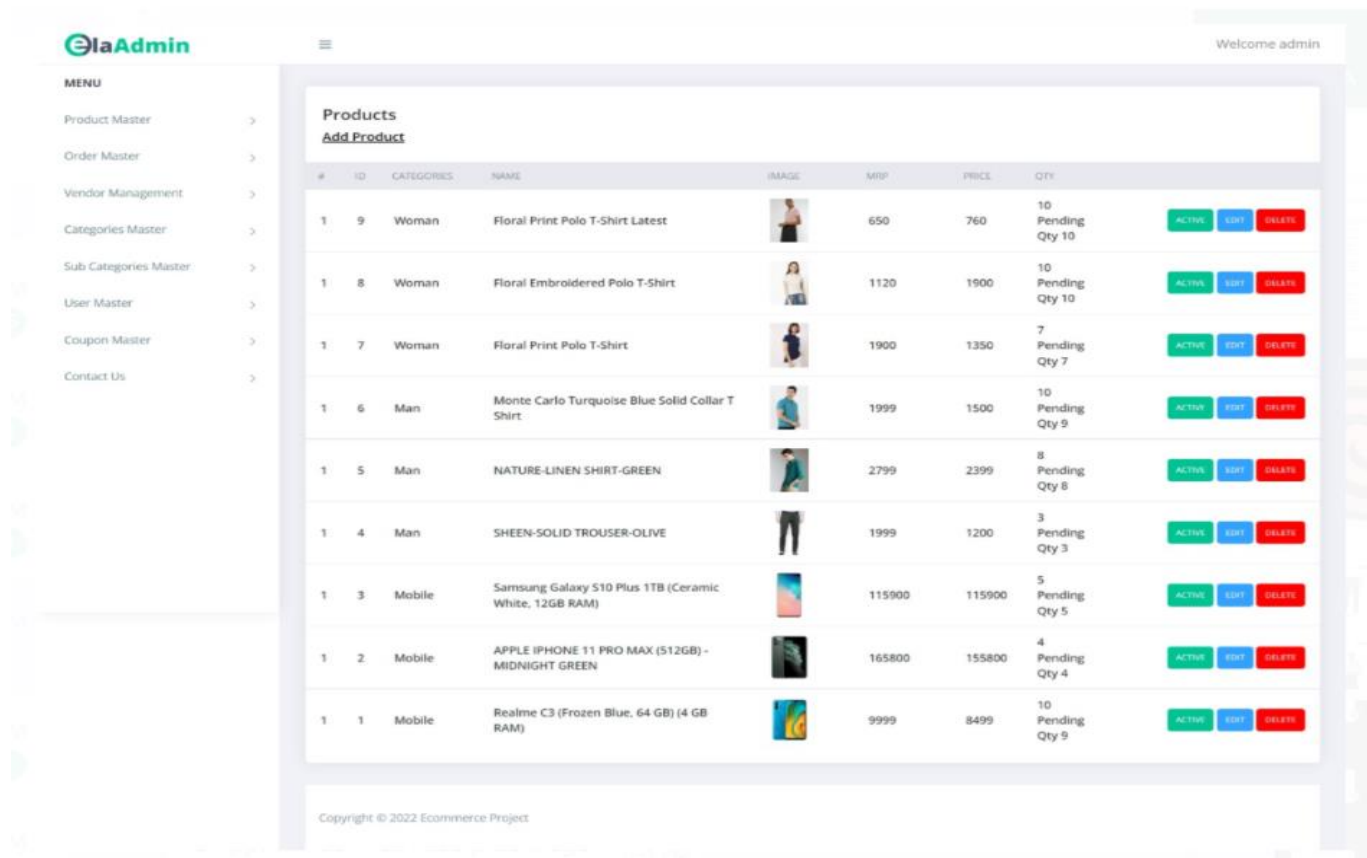 elaAdmin
Welcome admin
MENU
Product Master
Order Master
Vendor Management
Categories Master
Sub Categories Master
User Master
Coupon Master
Contact Us
Products
Add Product
# ID CATEGORIES NAME IMAGE MRP PRICE QTY
1 9 Woman Floral Print Polo T-Shirt Latest 650 760 10
Pending
Qty 10
ACTIVE EDIT DELETE
1 8 Woman Floral Embroidered Polo T-Shirt 1120 1900 10
Pending
Qty 10
ACTIVE EDIT DELETE
1 7 Woman Floral Print Polo T-Shirt 1900 1350 7
Pending
Qty 7
ACTIVE EDIT DELETE
1 6 Man Monte Carlo Turquoise Blue Solid Collar T
Shirt 1999 1500 10
Pending
Qty 9
ACTIVE EDIT DELETE
1 5 Man NATURE-LINEN SHIRT-GREEN 2799 2399 8
Pending
Qty 8
ACTIVE EDIT DELETE
1 4 Man SHEEN-SOLID TROUSER-OLIVE 1999 1200 3
Pending
Qty 3
ACTIVE EDIT DELETE
1 3 Mobile Samsung Galaxy S10 Plus 1TB (Ceramic
White, 12GB RAM) 115900 115900 5
Pending
Qty 5
ACTIVE EDIT DELETE
1 2 Mobile APPLE IPHONE 11 PRO MAX (512GB) -
MIDNIGHT GREEN 165800 155800 4
Pending
Qty 4
ACTIVE EDIT DELETE
1 1 Mobile Realme C3 (Frozen Blue, 64 GB) (4 GB
RAM) 9999 8499 10
Pending
Qty 9
ACTIVE EDIT DELETE
Copyright © 2022 Ecommerce Project